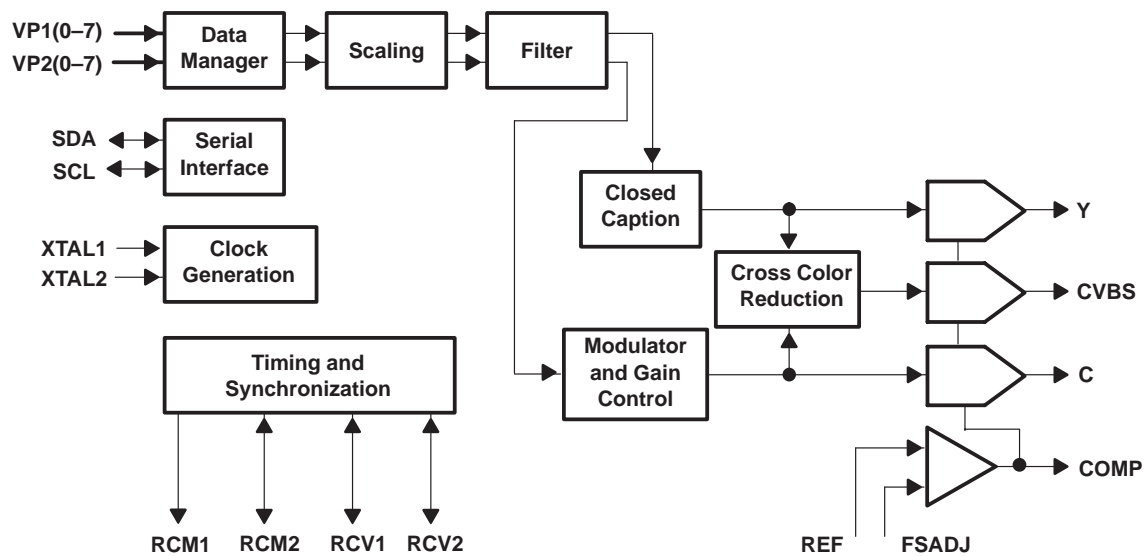 VP1(0–7)
VP2(0–7)
Data
Manager
Scaling
Filter
SDA
SCL
Serial
Interface
XTAL1
XTAL2
Clock
Generation
Closed
Caption
Y
Cross Color
Reduction
CVBS
Timing and
Synchronization
Modulator
and Gain
Control
C
COMP
RCM1
RCM2
RCV1
RCV2
REF
FSADJ